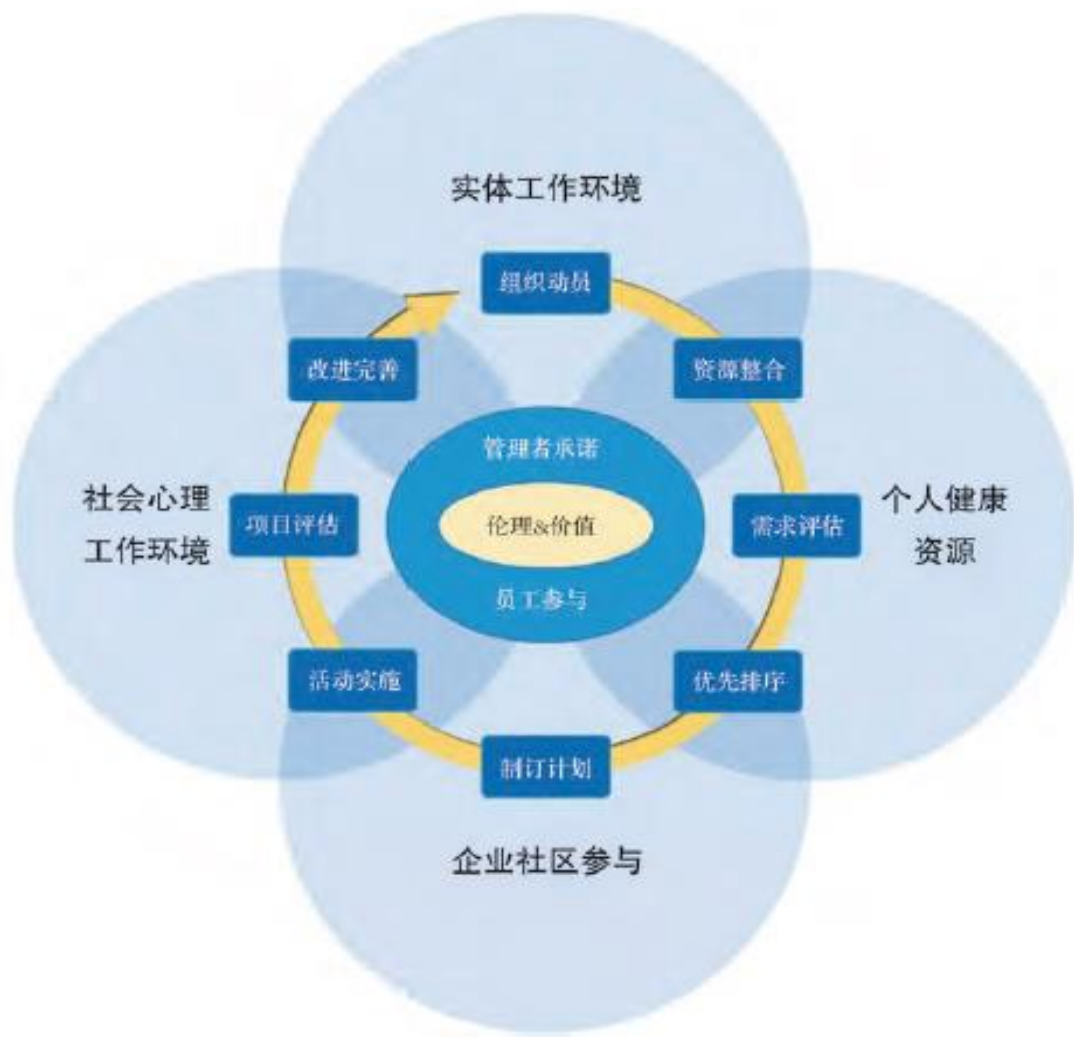 实体工作环境
组织动员
改进完善
资源整合
管理者承诺
社会心理
工作环境
项目评估
伦理&价值
需求评估
个人健康
资源
员工参与
活动实施
优先排序
制订计划
企业社区参与